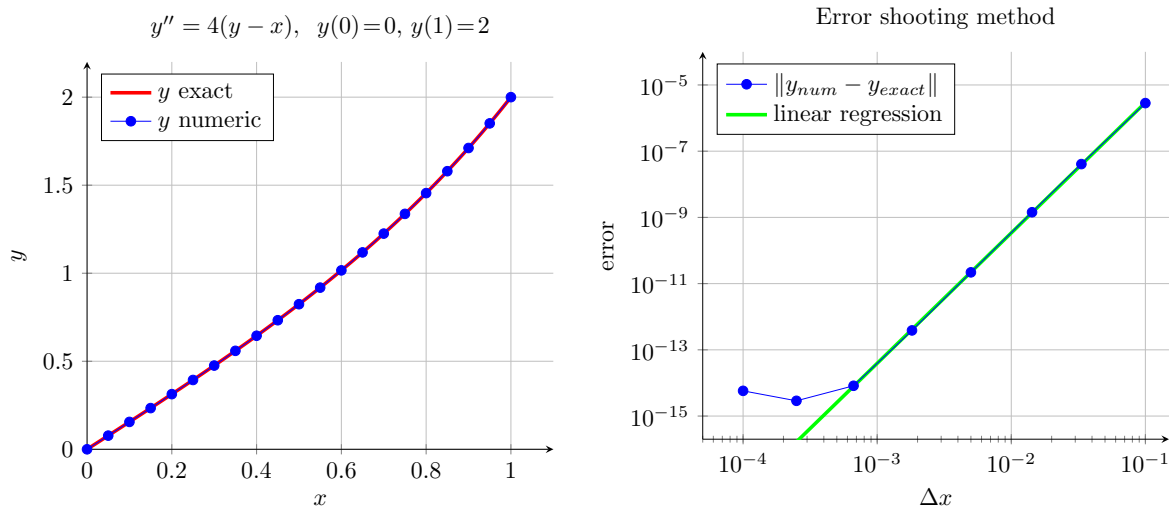 y″ = 4(y − x), y(0)=0, y(1)=2
y exact
y numeric
2
1.5
1
0.5
0
y
0 0.2 0.4 0.6 0.8 1
x
Error shooting method
‖y_num − y_exact‖
linear regression
10^−5
10^−7
10^−9
10^−11
10^−13
10^−15
error
10^−4 10^−3 10^−2 10^−1
Δx